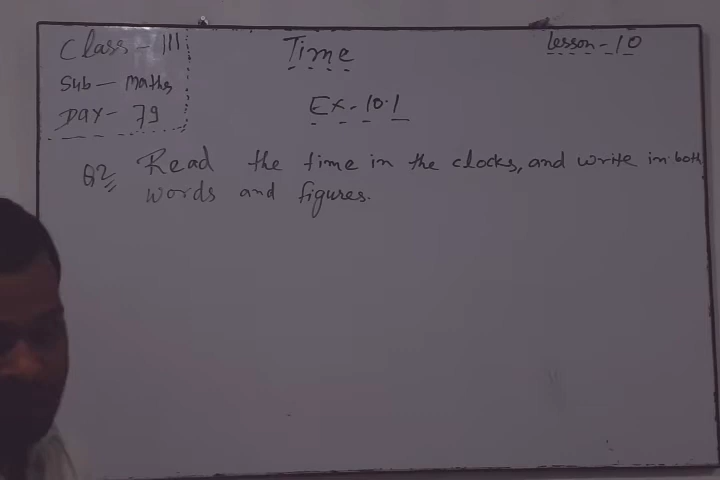 Class - III
Time
Lesson - 10
Sub - Maths
Day - 79
Ex - 10.1
Q2 Read the time in the clocks, and write in both
words and figures.